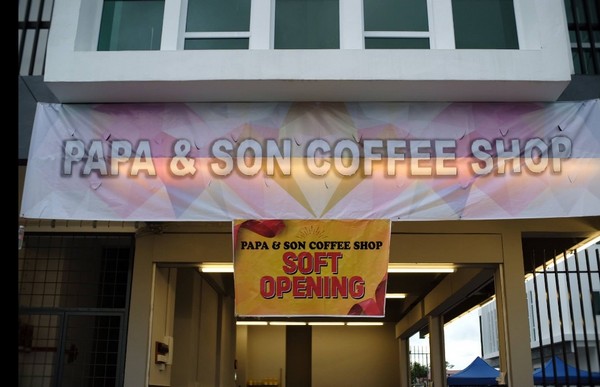 PAPA & SON COFFEE SHOP
PAPA & SON COFFEE SHOP
SOFT
OPENING